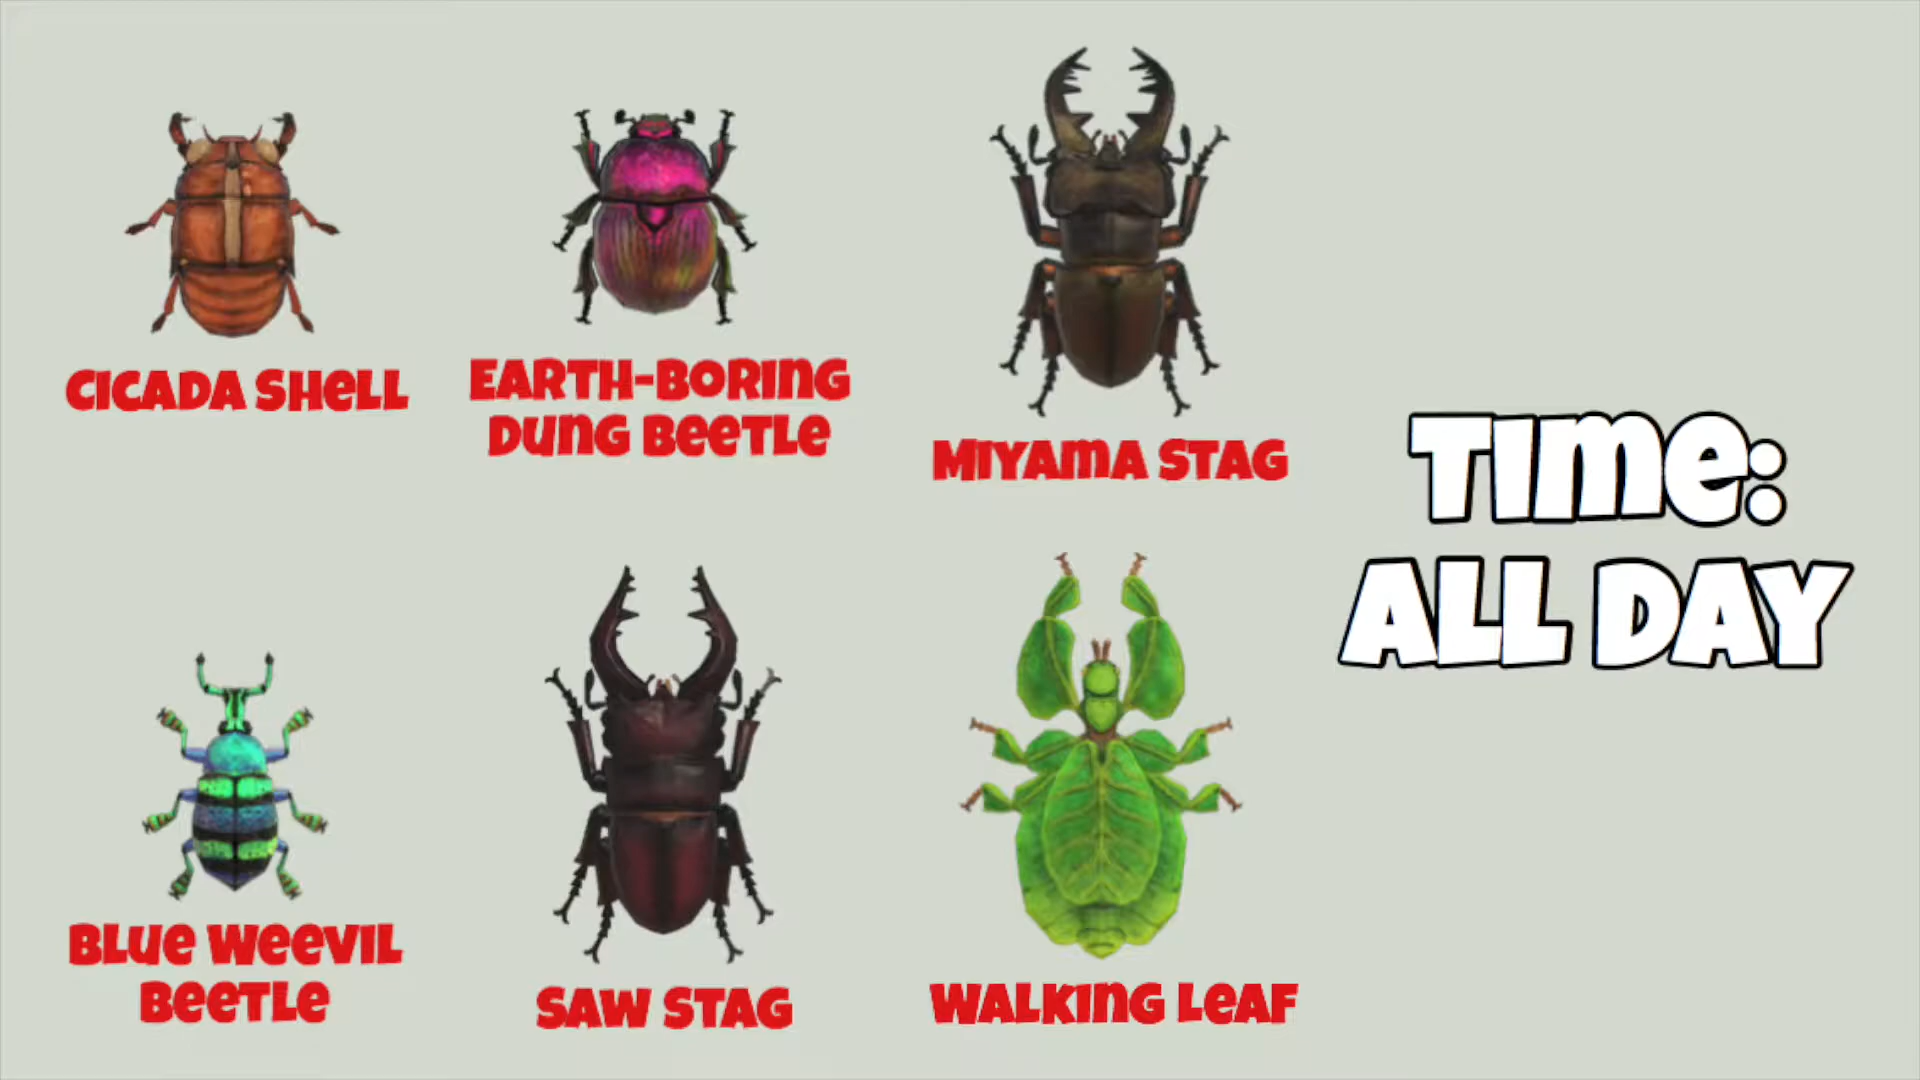 CICADA SHELL
EARTH-BORING
DUNG BEETLE
MIYAMA STAG
TIME:
ALL DAY
BLUE WEEVIL
BEETLE
SAW STAG
WALKING LEAF